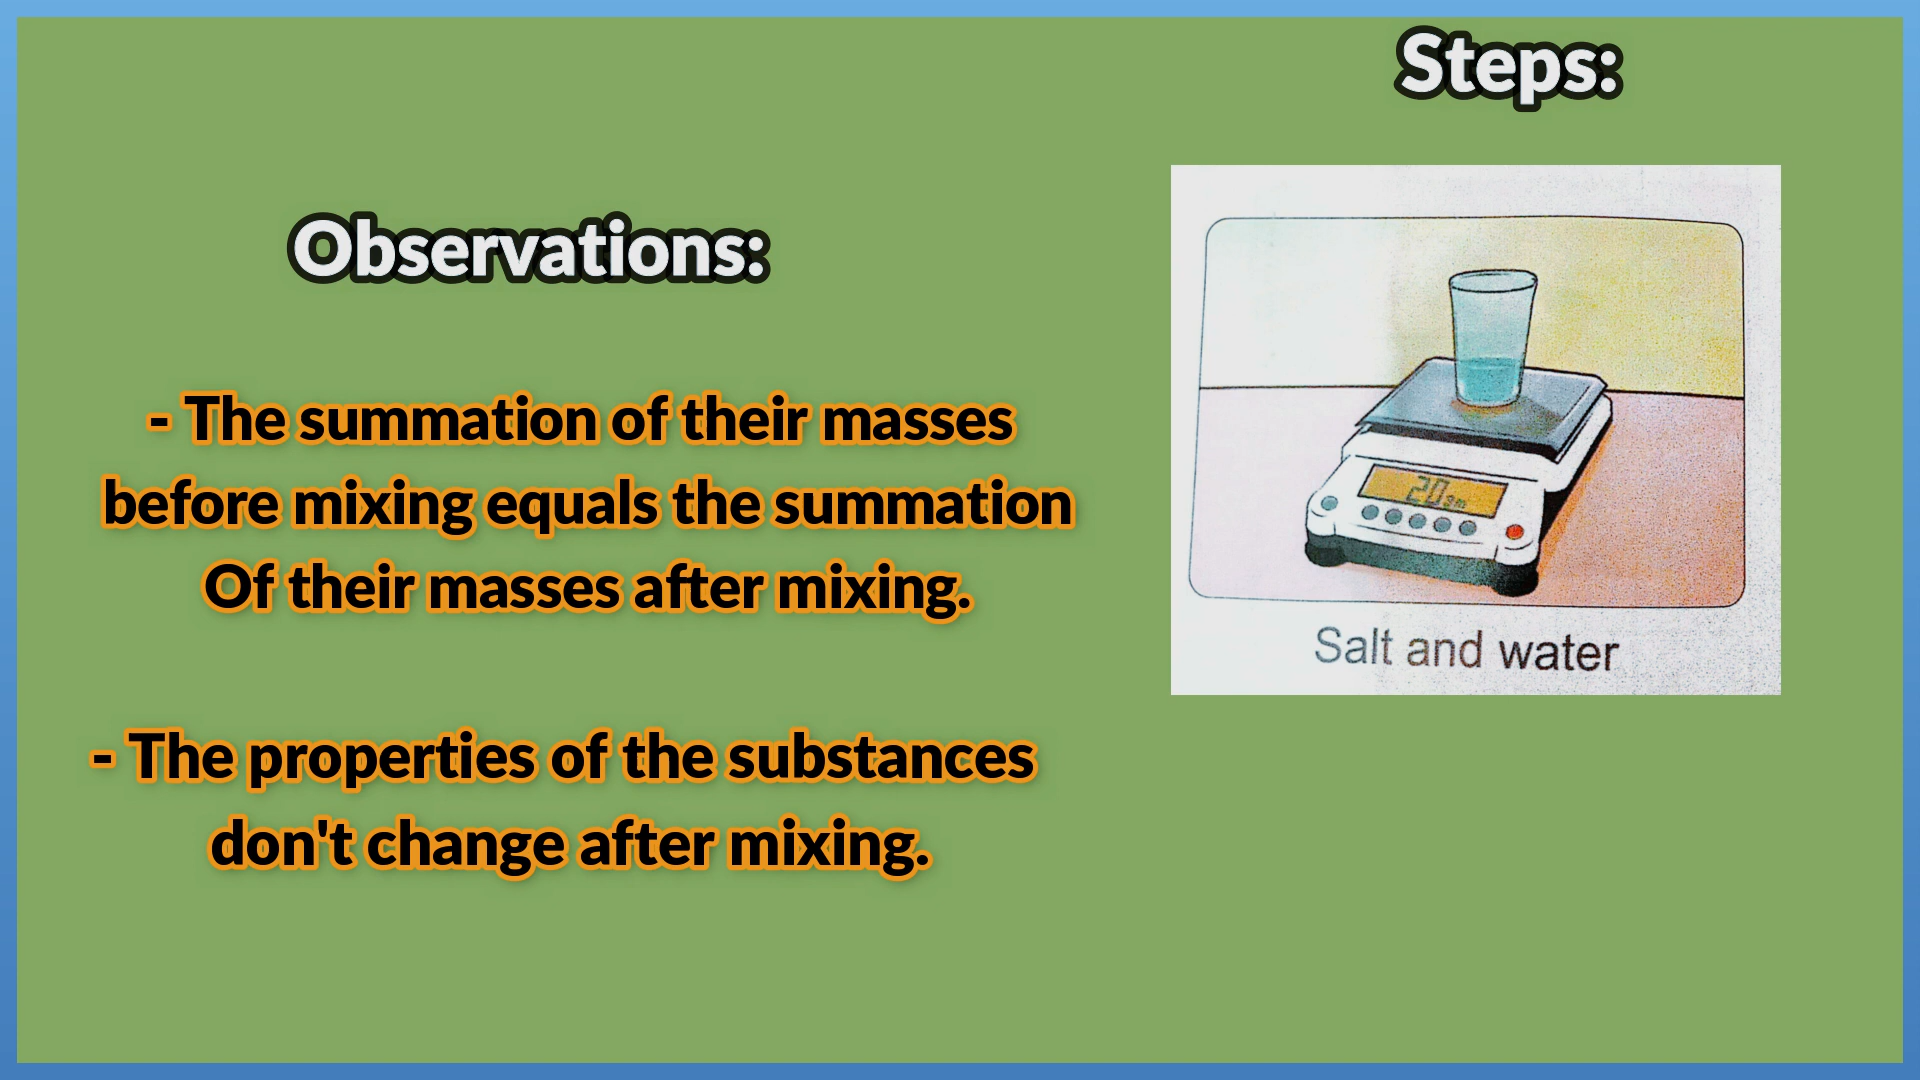 Steps:
Observations:
- The summation of their masses
before mixing equals the summation
Of their masses after mixing.
- The properties of the substances
don't change after mixing.
20gm
Salt and water